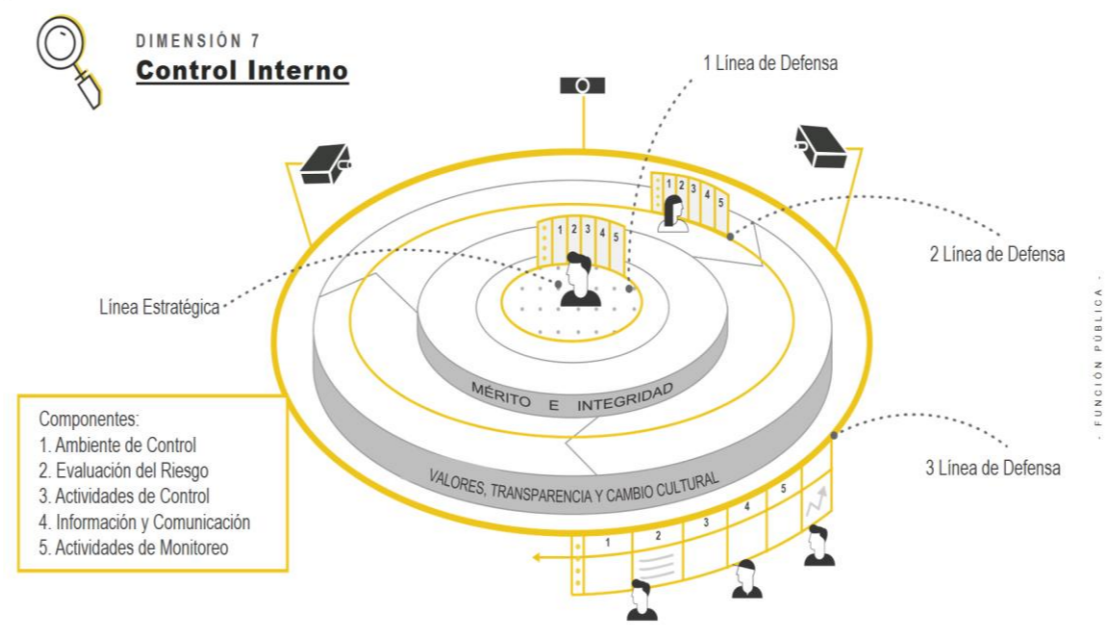 DIMENSIÓN 7
Control Interno
1 Línea de Defensa
1 2 3 4 5
1 2 3 4 5
2 Línea de Defensa
Línea Estratégica
MÉRITO E INTEGRIDAD
VALORES, TRANSPARENCIA Y CAMBIO CULTURAL
3 Línea de Defensa
1 2 3 4 5
Componentes:
1. Ambiente de Control
2. Evaluación del Riesgo
3. Actividades de Control
4. Información y Comunicación
5. Actividades de Monitoreo
- FUNCIÓN PÚBLICA -